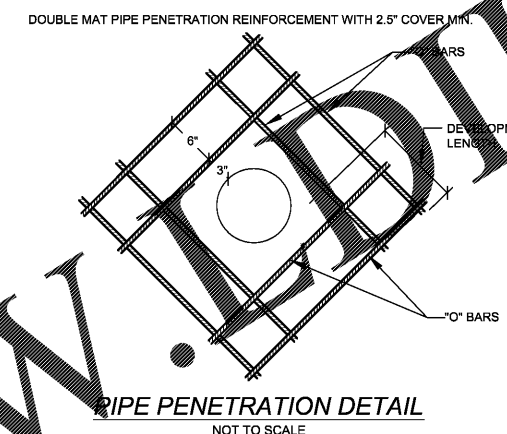 DOUBLE MAT PIPE PENETRATION REINFORCEMENT WITH 2.5" COVER MIN.
BARS
6"
3"
LENGTH
"O" BARS
PIPE PENETRATION DETAIL
NOT TO SCALE